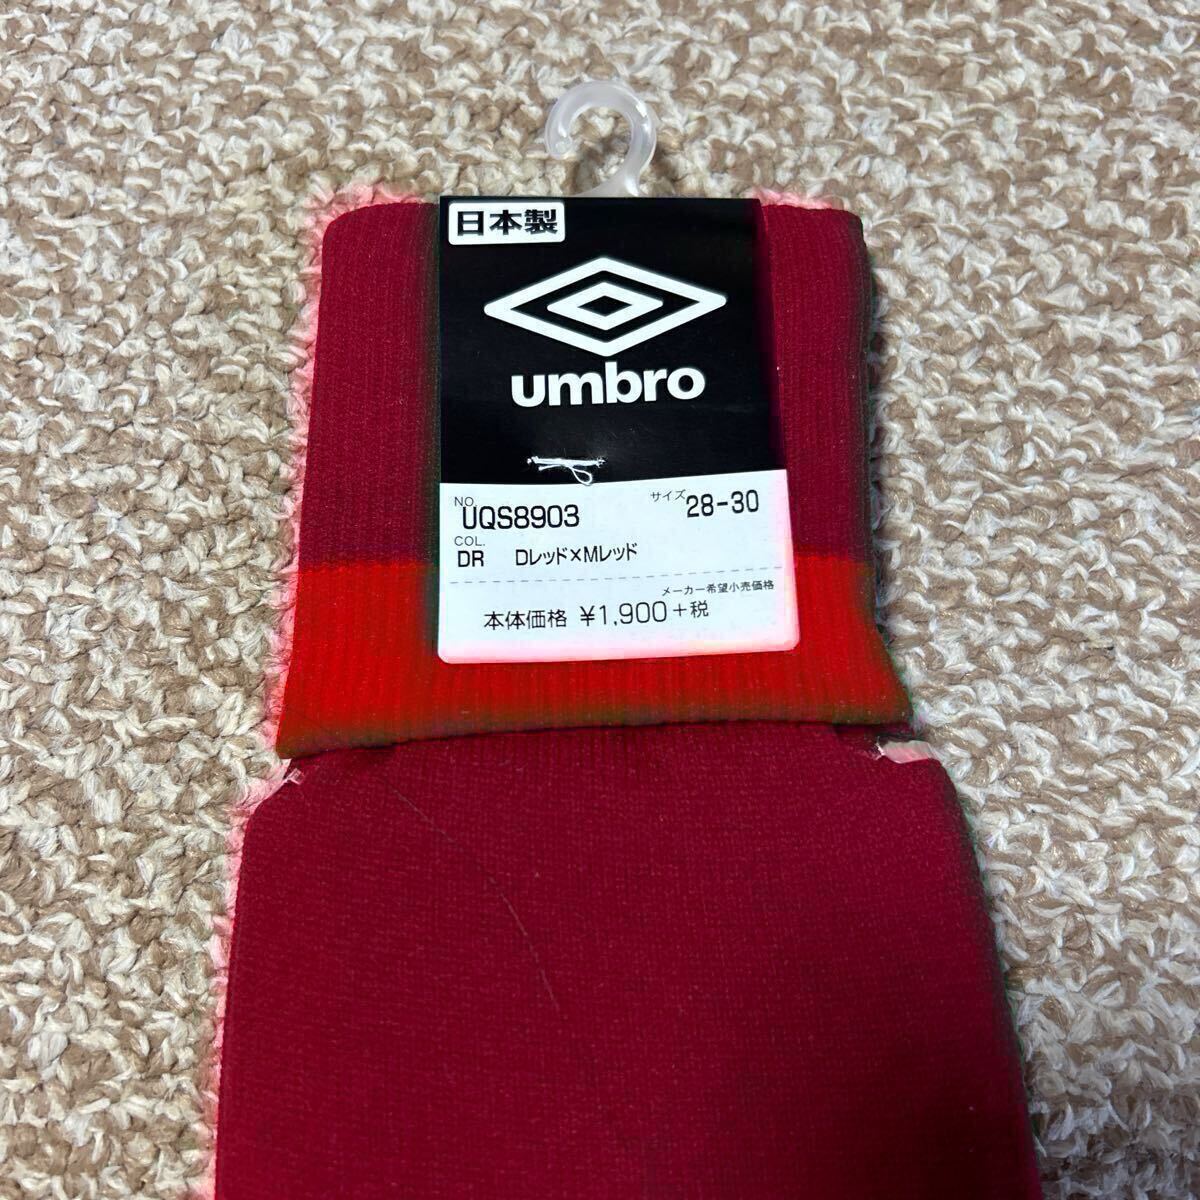 日本製
umbro
NO. サイズ
UQS8903 28-30
COL.
DR Dレッド×Mレッド
メーカー希望小売価格
本体価格 ¥1,900+税